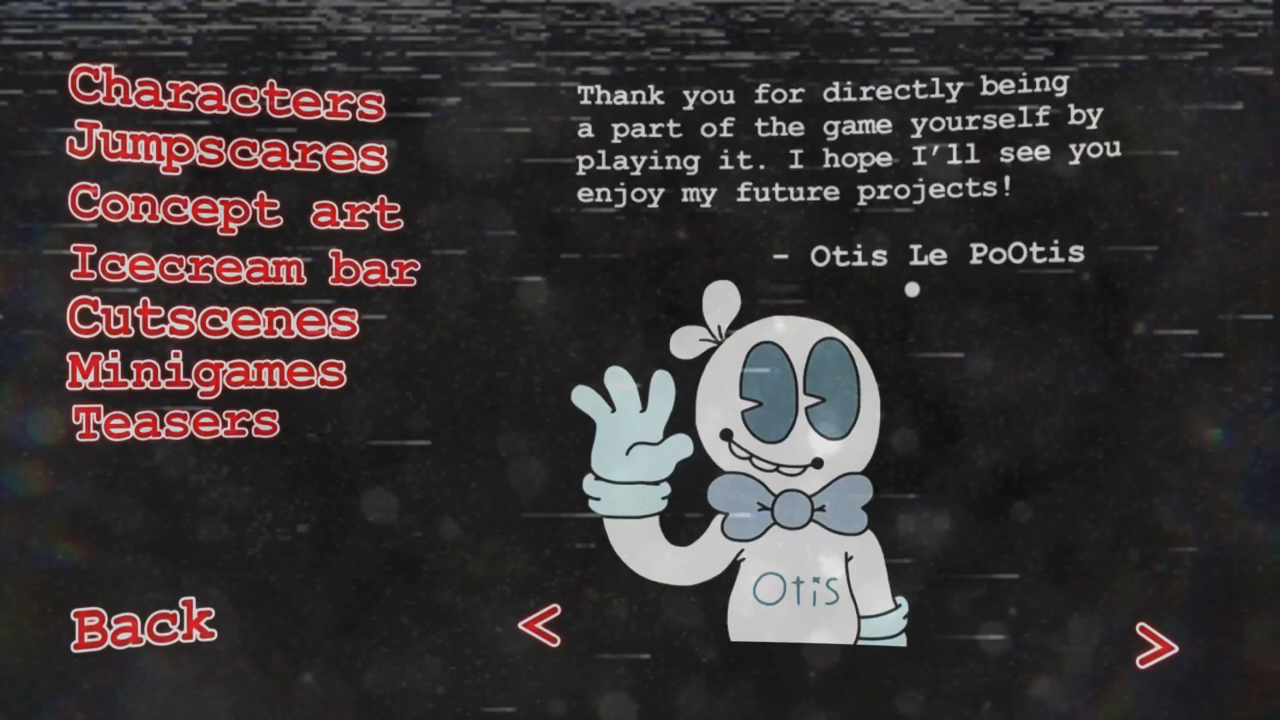 Characters
Jumpscares
Concept art
Icecream bar
Cutscenes
Minigames
Teasers
Back
Thank you for directly being
a part of the game yourself by
playing it. I hope I'll see you
enjoy my future projects!
- Otis Le PoOtis
Otis
<
>